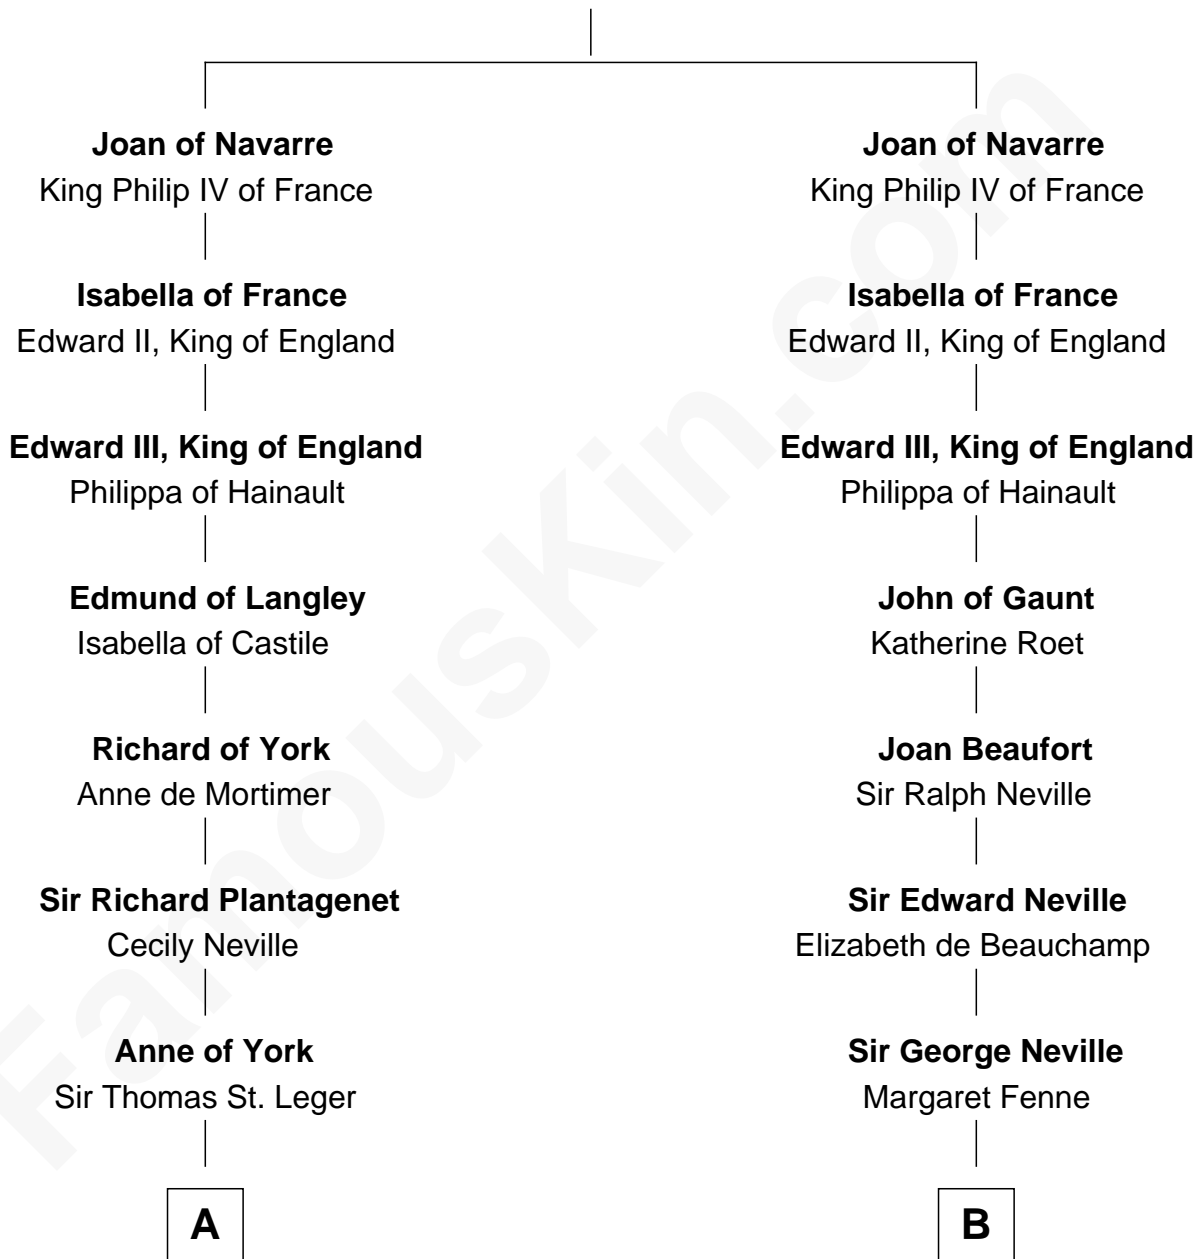 Joan of Navarre
King Philip IV of France
Isabella of France
Edward II, King of England
Edward III, King of England
Philippa of Hainault
Edmund of Langley
Isabella of Castile
Richard of York
Anne de Mortimer
Sir Richard Plantagenet
Cecily Neville
Anne of York
Sir Thomas St. Leger
A
Joan of Navarre
King Philip IV of France
Isabella of France
Edward II, King of England
Edward III, King of England
Philippa of Hainault
John of Gaunt
Katherine Roet
Joan Beaufort
Sir Ralph Neville
Sir Edward Neville
Elizabeth de Beauchamp
Sir George Neville
Margaret Fenne
B
FamousKin.com